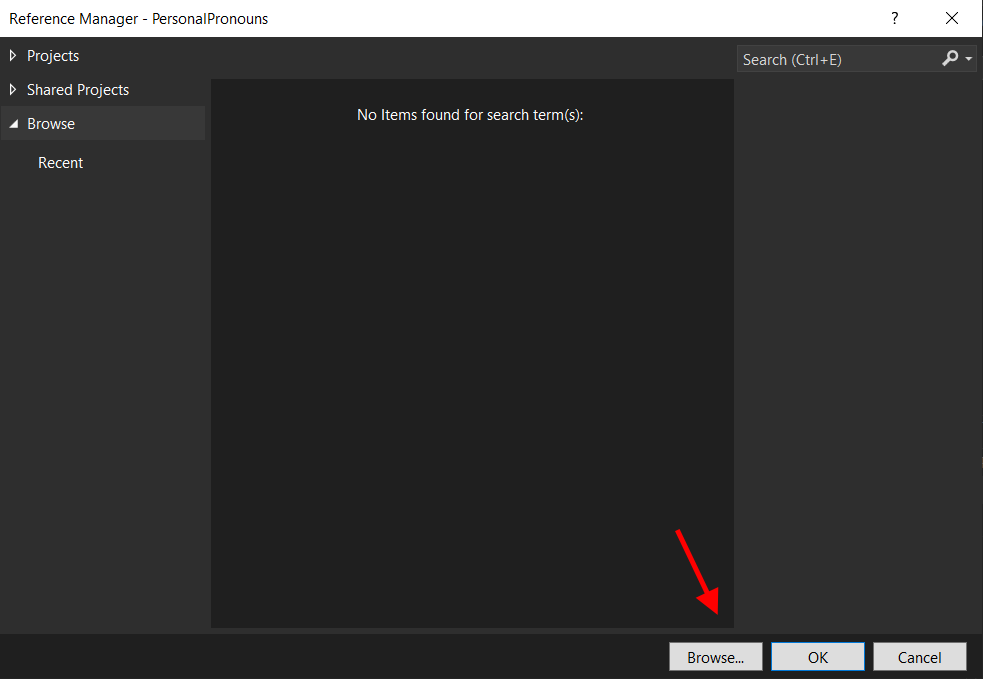 Reference Manager - PersonalPronouns
?
Projects
Search (Ctrl+E)
Shared Projects
No Items found for search term(s):
Browse
Recent
Browse...
OK
Cancel